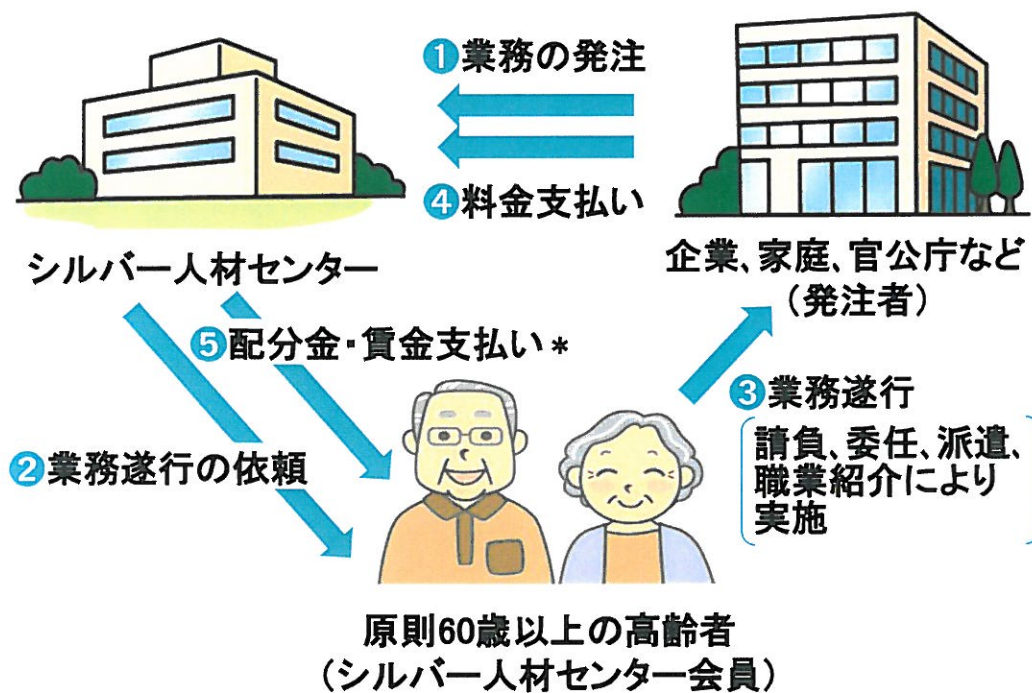 ❶業務の発注
❹料金支払い
シルバー人材センター
企業、家庭、官公庁など
（発注者）
❺配分金・賃金支払い＊
❷業務遂行の依頼
❸業務遂行
請負、委任、派遣、
職業紹介により
実施
原則60歳以上の高齢者
（シルバー人材センター会員）